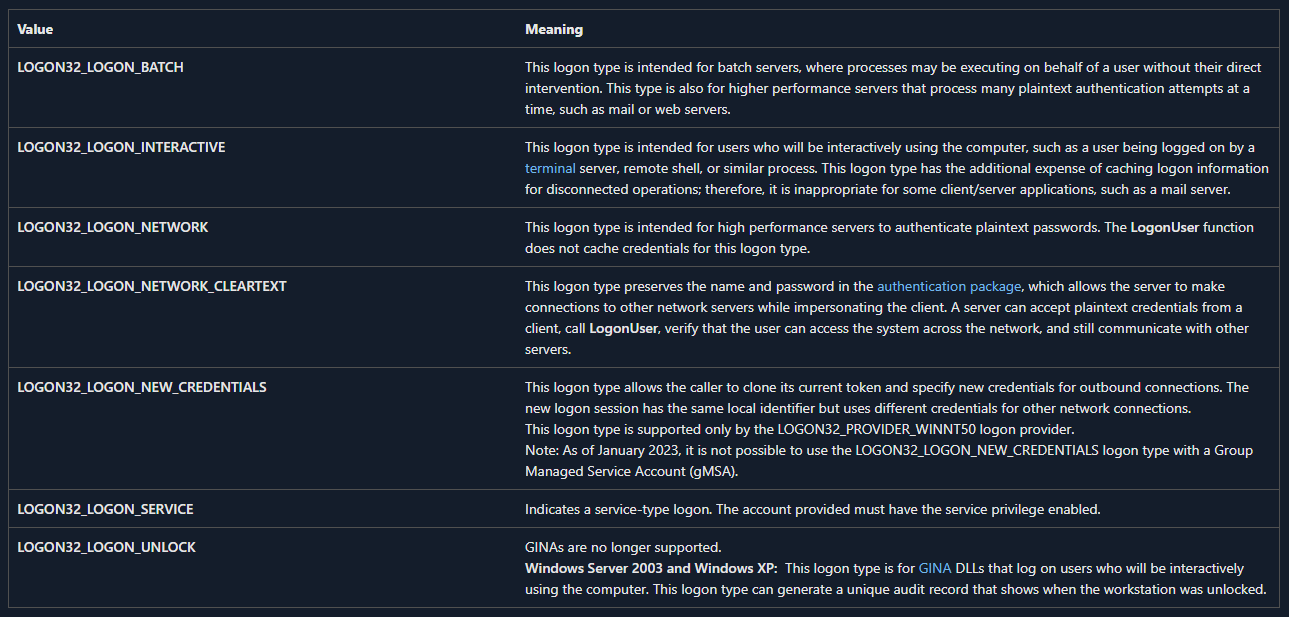 Value Meaning
LOGON32_LOGON_BATCH This logon type is intended for batch servers, where processes may be executing on behalf of a user without their direct
intervention. This type is also for higher performance servers that process many plaintext authentication attempts at a
time, such as mail or web servers.
LOGON32_LOGON_INTERACTIVE This logon type is intended for users who will be interactively using the computer, such as a user being logged on by a
terminal server, remote shell, or similar process. This logon type has the additional expense of caching logon information
for disconnected operations; therefore, it is inappropriate for some client/server applications, such as a mail server.
LOGON32_LOGON_NETWORK This logon type is intended for high performance servers to authenticate plaintext passwords. The LogonUser function
does not cache credentials for this logon type.
LOGON32_LOGON_NETWORK_CLEARTEXT This logon type preserves the name and password in the authentication package, which allows the server to make
connections to other network servers while impersonating the client. A server can accept plaintext credentials from a
client, call LogonUser, verify that the user can access the system across the network, and still communicate with other
servers.
LOGON32_LOGON_NEW_CREDENTIALS This logon type allows the caller to clone its current token and specify new credentials for outbound connections. The
new logon session has the same local identifier but uses different credentials for other network connections.
This logon type is supported only by the LOGON32_PROVIDER_WINNT50 logon provider.
Note: As of January 2023, it is not possible to use the LOGON32_LOGON_NEW_CREDENTIALS logon type with a Group
Managed Service Account (gMSA).
LOGON32_LOGON_SERVICE Indicates a service-type logon. The account provided must have the service privilege enabled.
LOGON32_LOGON_UNLOCK GINAs are no longer supported.
Windows Server 2003 and Windows XP: This logon type is for GINA DLLs that log on users who will be interactively
using the computer. This logon type can generate a unique audit record that shows when the workstation was unlocked.